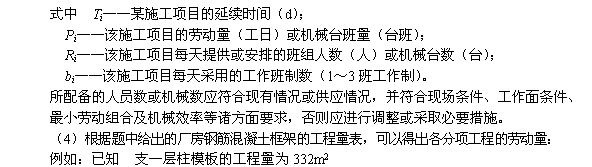 式中 Ti——某施工项目的延续时间（d）；
Pi——该施工项目的劳动量（工日）或机械台班量（台班）；
Ri——该施工项目每天提供或安排的班组人数（人）或机械台数（台）；
bi——该施工项目每天采用的工作班制数（1～3班工作制）。
所配备的人员数或机械数应符合现有情况或供应情况，并符合现场条件、工作面条件、
最小劳动组合及机械效率等诸方面要求，否则应进行调整或采取必要措施。
（4）根据题中给出的厂房钢筋混凝土框架的工程量表，可以得出各分项工程的劳动量：
例如：已知 支一层柱模板的工程量为 332m²